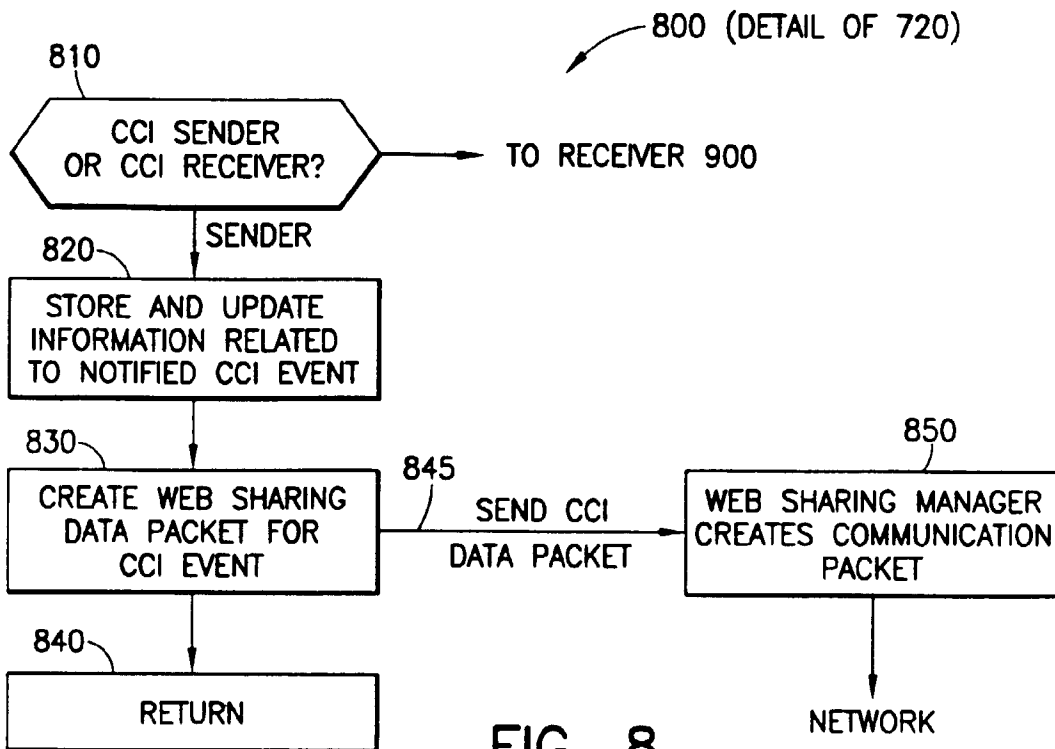 800 (DETAIL OF 720)
810
CCI SENDER
OR CCI RECEIVER?
TO RECEIVER 900
SENDER
820
STORE AND UPDATE
INFORMATION RELATED
TO NOTIFIED CCI EVENT
830
CREATE WEB SHARING
DATA PACKET FOR
CCI EVENT
845
SEND CCI
DATA PACKET
850
WEB SHARING MANAGER
CREATES COMMUNICATION
PACKET
840
RETURN
NETWORK
FIG. 8